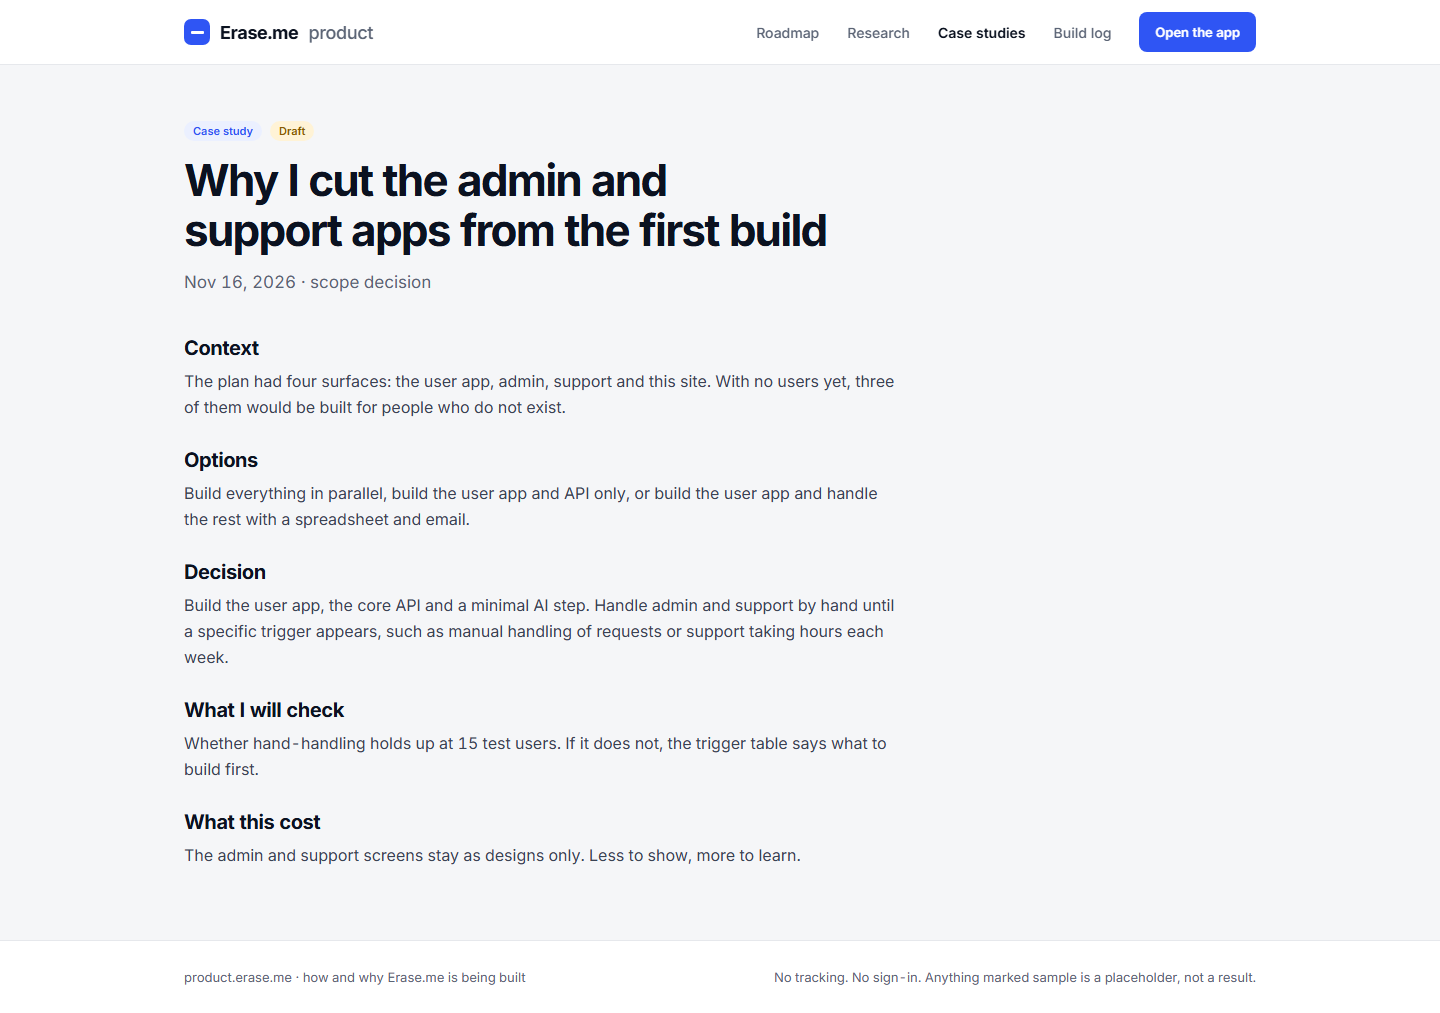 Erase.me product
Roadmap
Research
Case studies
Build log
Open the app
Case study
Draft
Why I cut the admin and
support apps from the first build
Nov 16, 2026 · scope decision
Context
The plan had four surfaces: the user app, admin, support and this site. With no users yet, three
of them would be built for people who do not exist.
Options
Build everything in parallel, build the user app and API only, or build the user app and handle
the rest with a spreadsheet and email.
Decision
Build the user app, the core API and a minimal AI step. Handle admin and support by hand until
a specific trigger appears, such as manual handling of requests or support taking hours each
week.
What I will check
Whether hand-handling holds up at 15 test users. If it does not, the trigger table says what to
build first.
What this cost
The admin and support screens stay as designs only. Less to show, more to learn.
product.erase.me · how and why Erase.me is being built
No tracking. No sign-in. Anything marked sample is a placeholder, not a result.